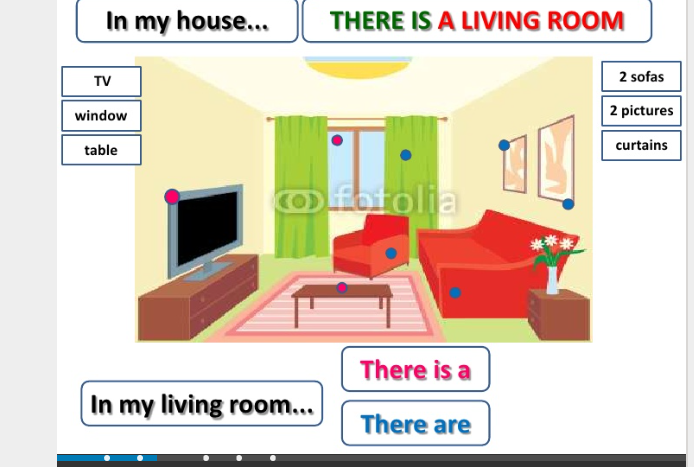 In my house...
THERE IS A LIVING ROOM
TV
window
table
2 sofas
2 pictures
curtains
fotolia
There is a
In my living room...
There are